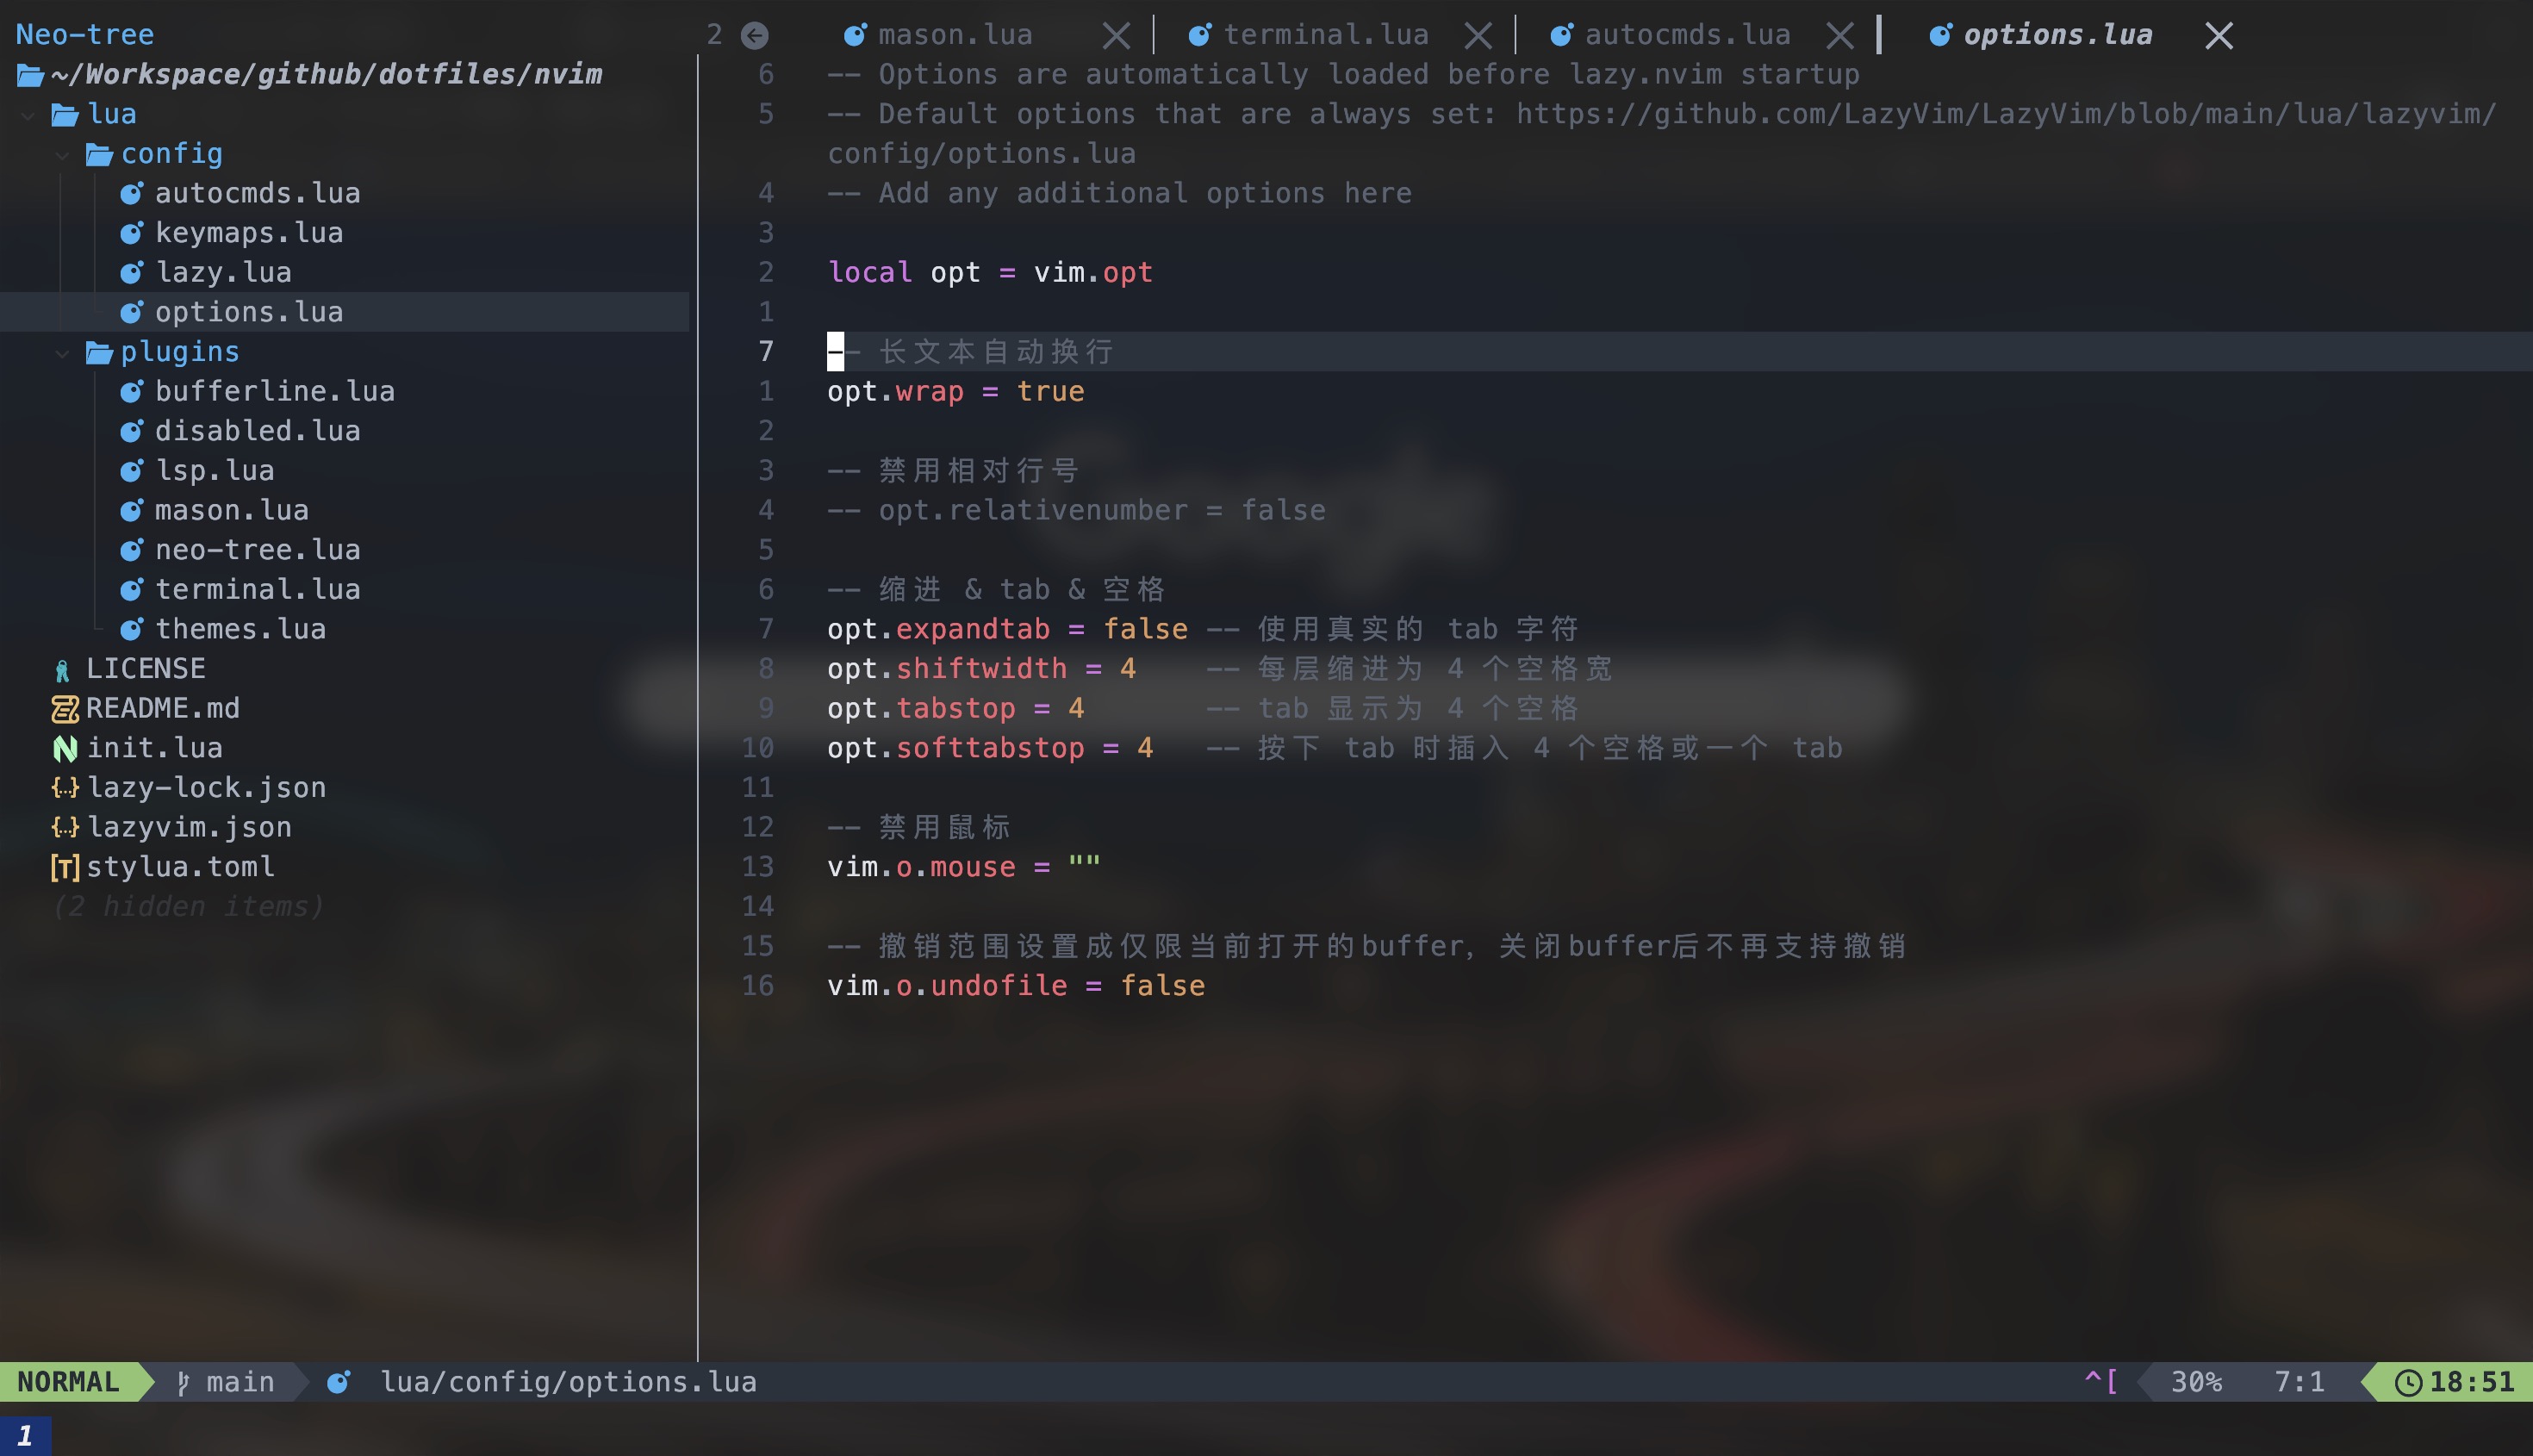 Neo-tree
~/Workspace/github/dotfiles/nvim
lua
config
autocmds.lua
keymaps.lua
lazy.lua
options.lua
plugins
bufferline.lua
disabled.lua
lsp.lua
mason.lua
neo-tree.lua
terminal.lua
themes.lua
LICENSE
README.md
init.lua
lazy-lock.json
lazyvim.json
stylua.toml
(2 hidden items)
2 mason.lua terminal.lua autocmds.lua options.lua
6 -- Options are automatically loaded before lazy.nvim startup
5 -- Default options that are always set: https://github.com/LazyVim/LazyVim/blob/main/lua/lazyvim/
config/options.lua
4 -- Add any additional options here
3
2 local opt = vim.opt
1
7 -- 长文本自动换行
1 opt.wrap = true
2
3 -- 禁用相对行号
4 -- opt.relativenumber = false
5
6 -- 缩进 & tab & 空格
7 opt.expandtab = false -- 使用真实的 tab 字符
8 opt.shiftwidth = 4    -- 每层缩进为 4 个空格宽
9 opt.tabstop = 4       -- tab 显示为 4 个空格
10 opt.softtabstop = 4   -- 按下 tab 时插入 4 个空格或一个 tab
11
12 -- 禁用鼠标
13 vim.o.mouse = ""
14
15 -- 撤销范围设置成仅限当前打开的buffer, 关闭buffer后不再支持撤销
16 vim.o.undofile = false
NORMAL main lua/config/options.lua ^[ 30% 7:1 18:51
1